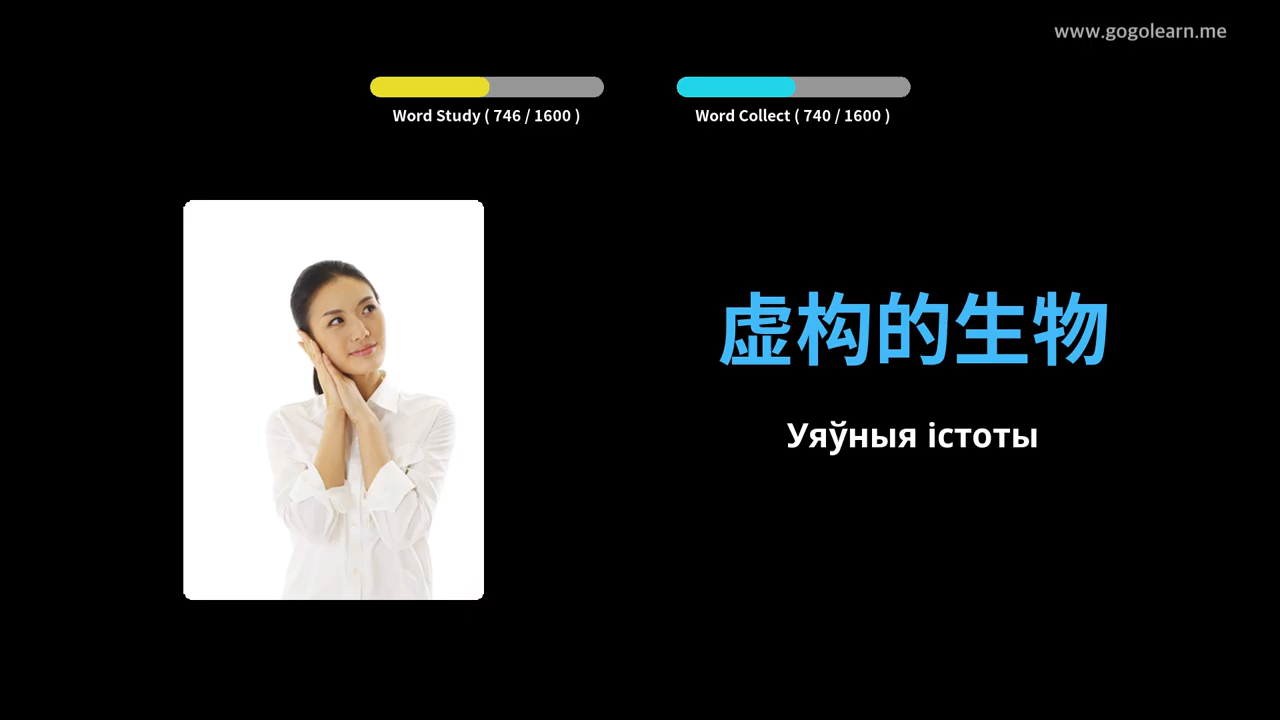 www.gogolearn.me
Word Study ( 746 / 1600 )
Word Collect ( 740 / 1600 )
虚构的生物
Уяўныя істоты